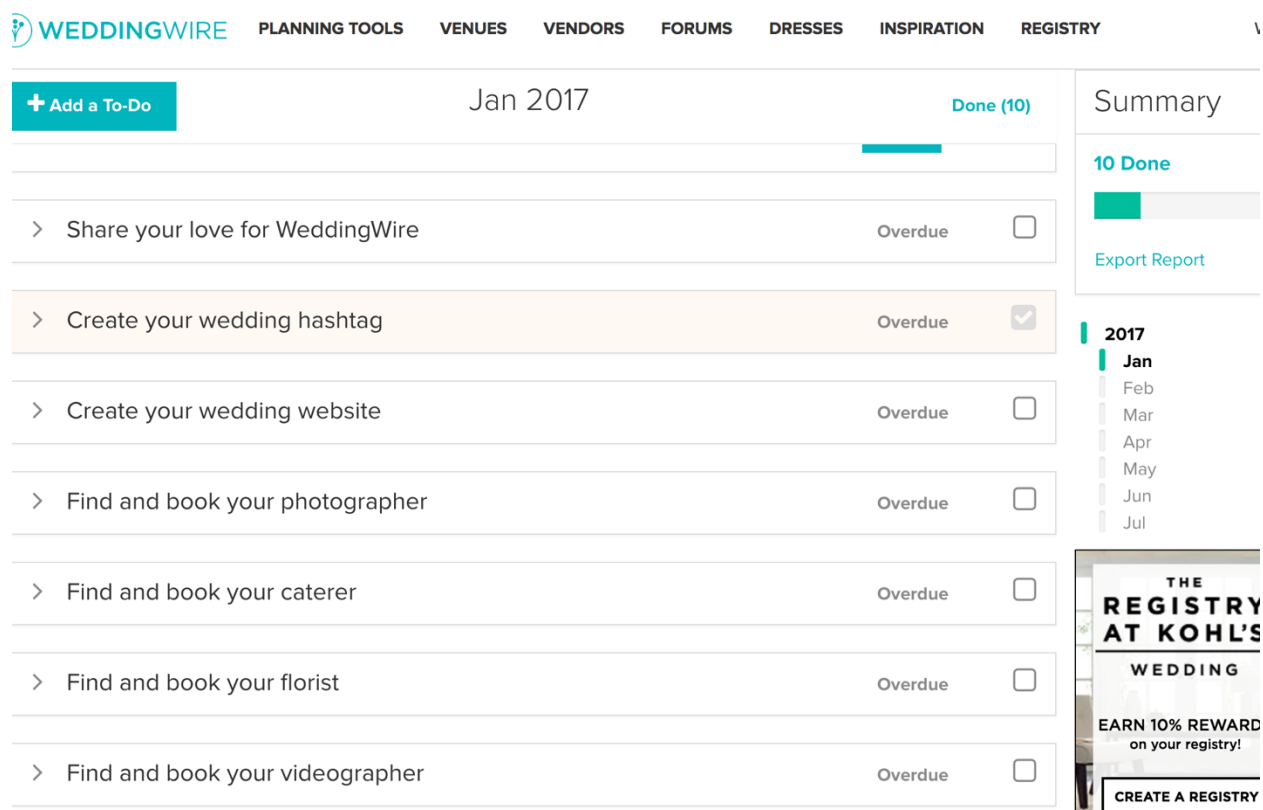 WEDDINGWIRE PLANNING TOOLS VENUES VENDORS FORUMS DRESSES INSPIRATION REGISTRY
+ Add a To-Do Jan 2017 Done (10)
Share your love for WeddingWire Overdue
Create your wedding hashtag Overdue
Create your wedding website Overdue
Find and book your photographer Overdue
Find and book your caterer Overdue
Find and book your florist Overdue
Find and book your videographer Overdue
Summary
10 Done
Export Report
2017
Jan
Feb
Mar
Apr
May
Jun
Jul
THE
REGISTRY
AT KOHL'S
WEDDING
EARN 10% REWARD
on your registry!
CREATE A REGISTRY